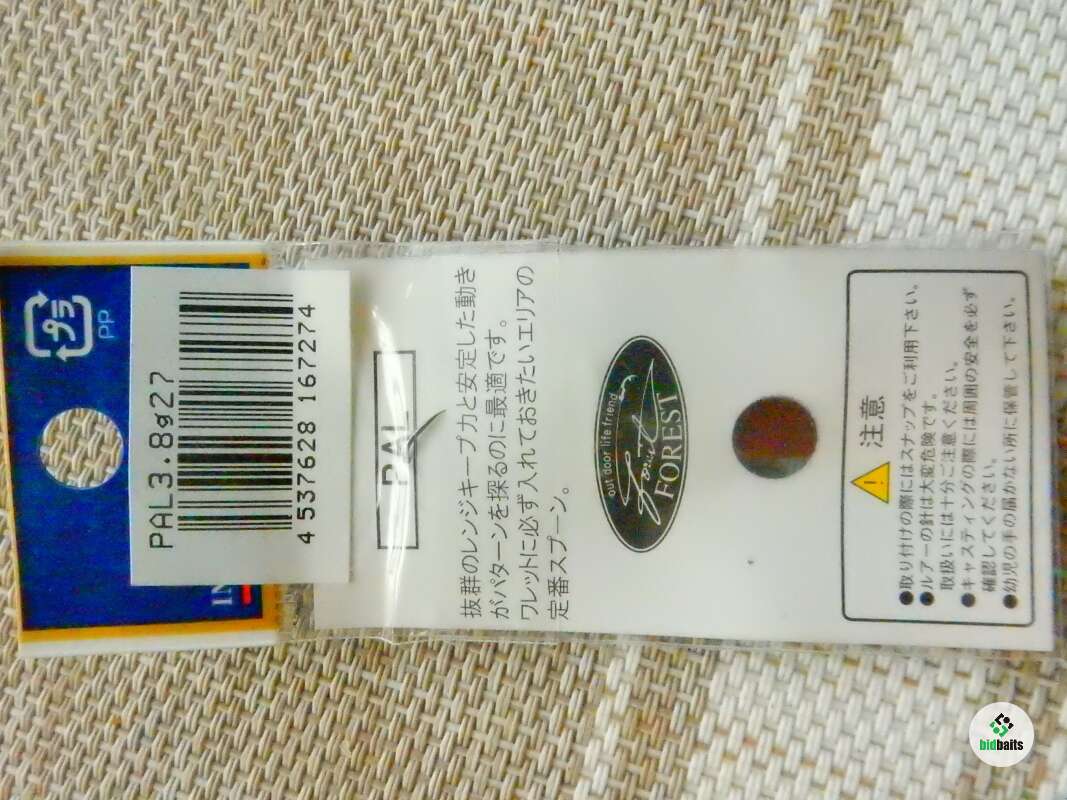 プラ
PP
PAL3.8g27
4 537628 167274
IN
PAL
抜群のレンジキープ力と安定した動き
がパターンを探るのに最適です。
ワレットに必ず入れておきたいエリアの
定番スプーン。
out door life friend
FOREST
注意
●取り付けの際にはスナップをご利用下さい。
●ルアーの針は大変危険です。
取扱いには十分ご注意ください。
●キャスティングの際には周囲の安全を必ず
確認してください。
●幼児の手の届かない所に保管して下さい。
bidbaits